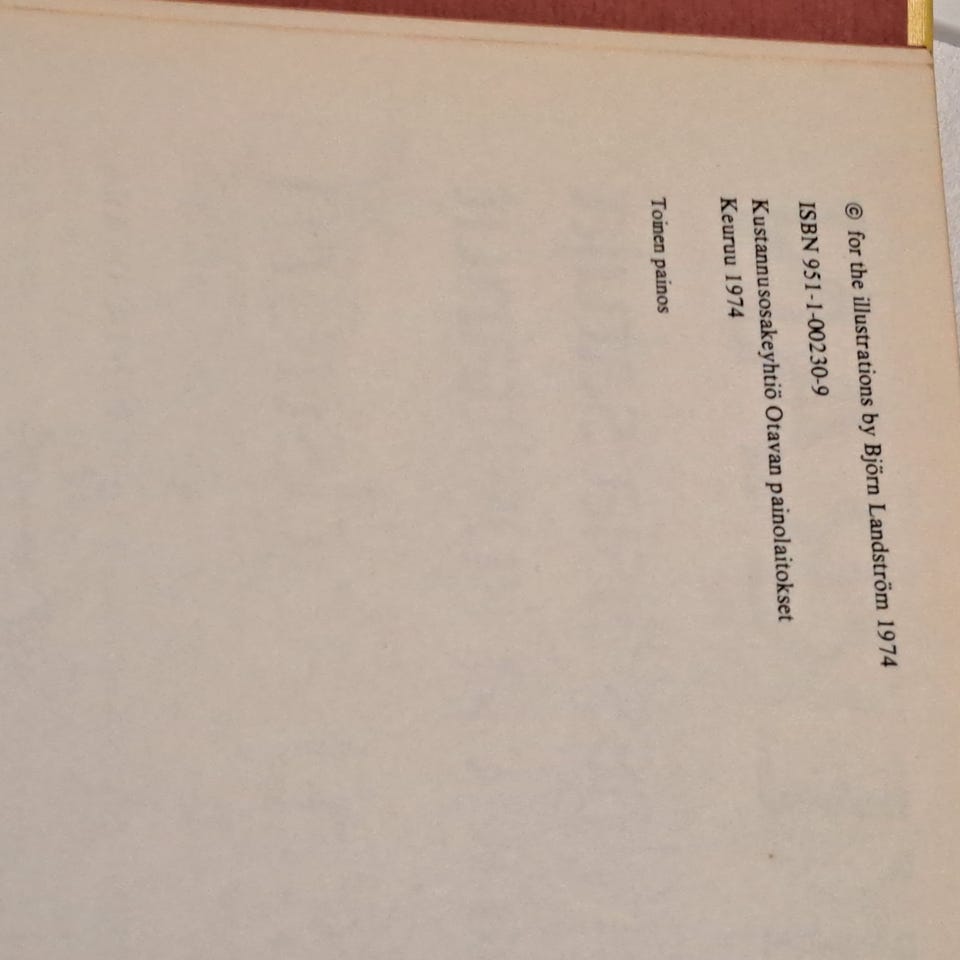 © for the illustrations by Björn Landström 1974
ISBN 951-1-00230-9
Kustannusosakeyhtiö Otavan painolaitokset
Keuruu 1974
Toinen painos